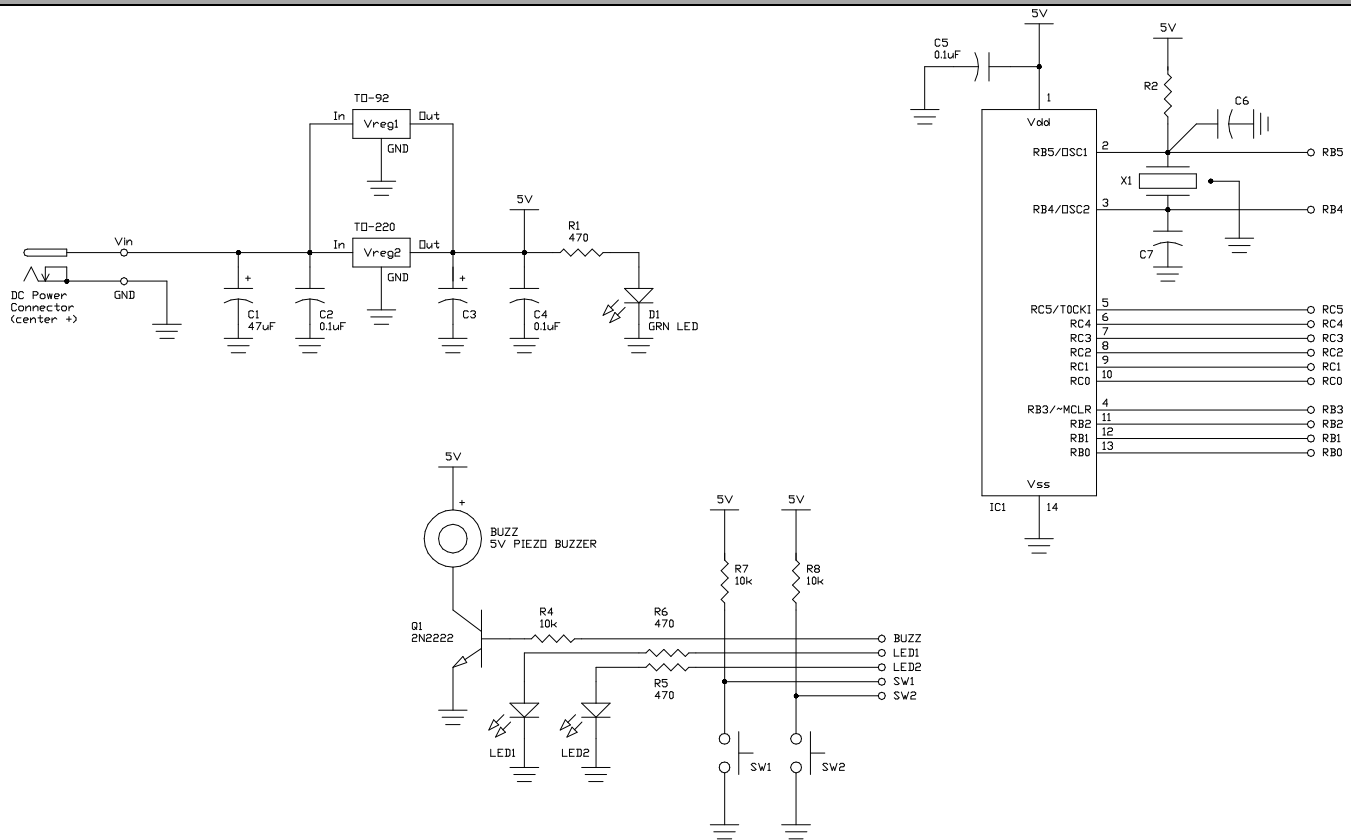 5V
C5
0.1uF
5V
R2
C6
1
Vdd
TO-92
In
Vreg1
Out
GND
RB5/OSC1
2
RB5
X1
RB4/OSC2
3
RB4
C7
5V
TO-220
In
Vreg2
Out
GND
R1
470
Vin
GND
DC Power
Connector
(center +)
+
C1
47uF
C2
0.1uF
+
C3
C4
0.1uF
D1
GRN LED
RC5/TOCKI
5
RC5
RC4
6
RC4
RC3
7
RC3
RC2
8
RC2
RC1
9
RC1
RC0
10
RC0
RB3/~MCLR
4
RB3
RB2
11
RB2
RB1
12
RB1
RB0
13
RB0
Vss
IC1
14
5V
+
BUZZ
5V PIEZO BUZZER
5V
5V
R7
10k
R8
10k
Q1
2N2222
R4
10k
R6
470
BUZZ
LED1
LED2
SW1
SW2
R5
470
LED1
LED2
SW1
SW2